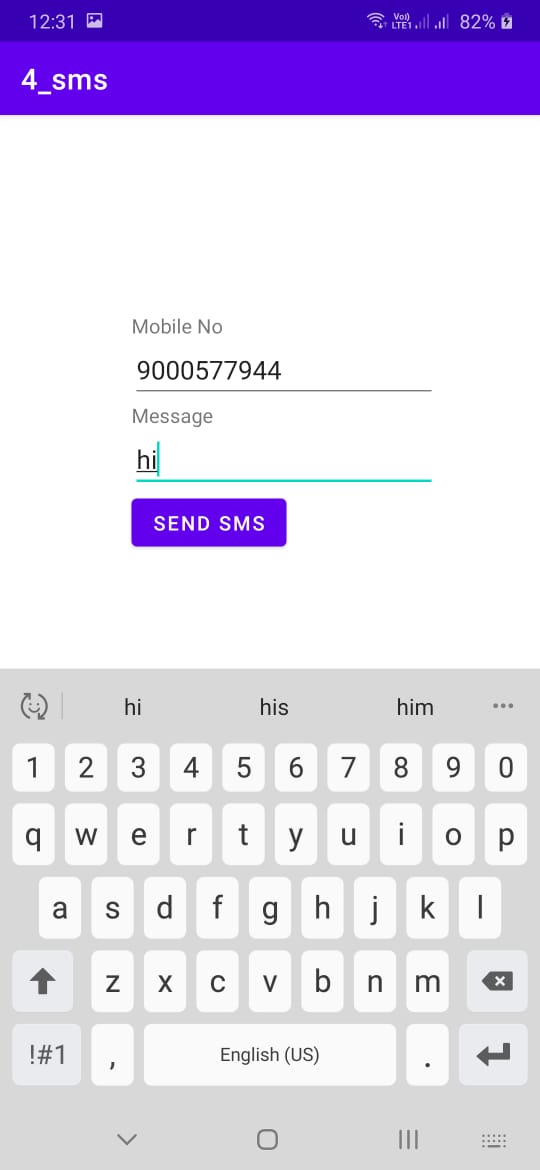 12:31 Vo)) LTE1 82%
4_sms
Mobile No
9000577944
Message
hi
SEND SMS
hi his him
1 2 3 4 5 6 7 8 9 0
q w e r t y u i o p
a s d f g h j k l
z x c v b n m
!#1 , English (US) .